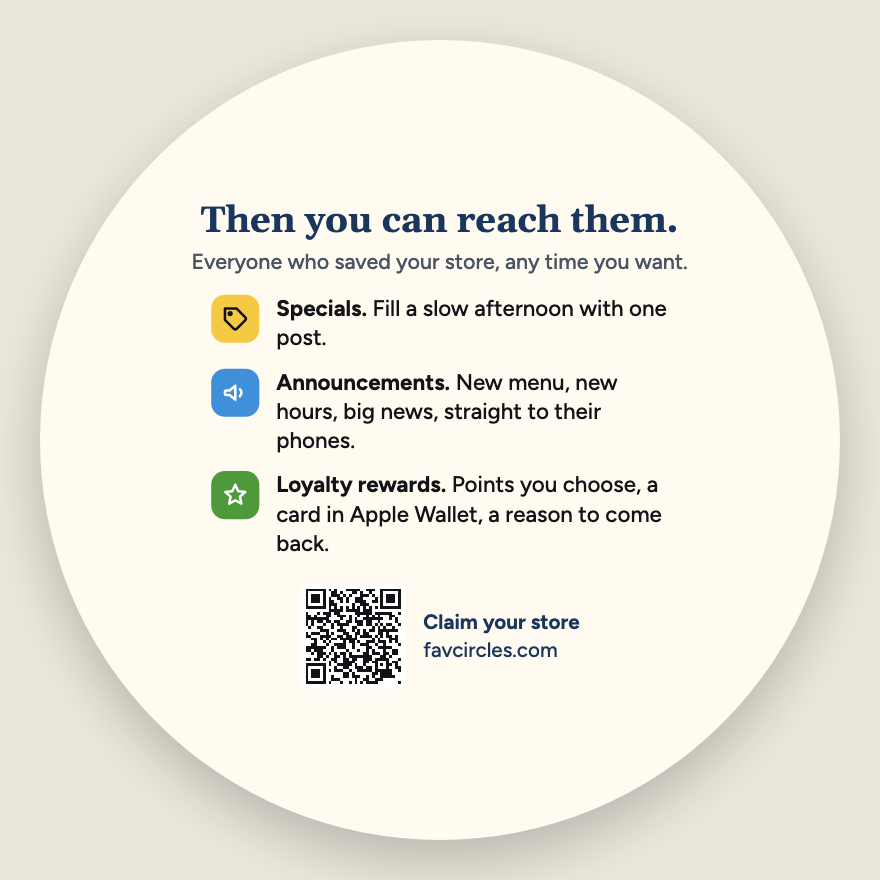 Then you can reach them.
Everyone who saved your store, any time you want.
Specials. Fill a slow afternoon with one
post.
Announcements. New menu, new
hours, big news, straight to their
phones.
Loyalty rewards. Points you choose, a
card in Apple Wallet, a reason to come
back.
Claim your store
favcircles.com